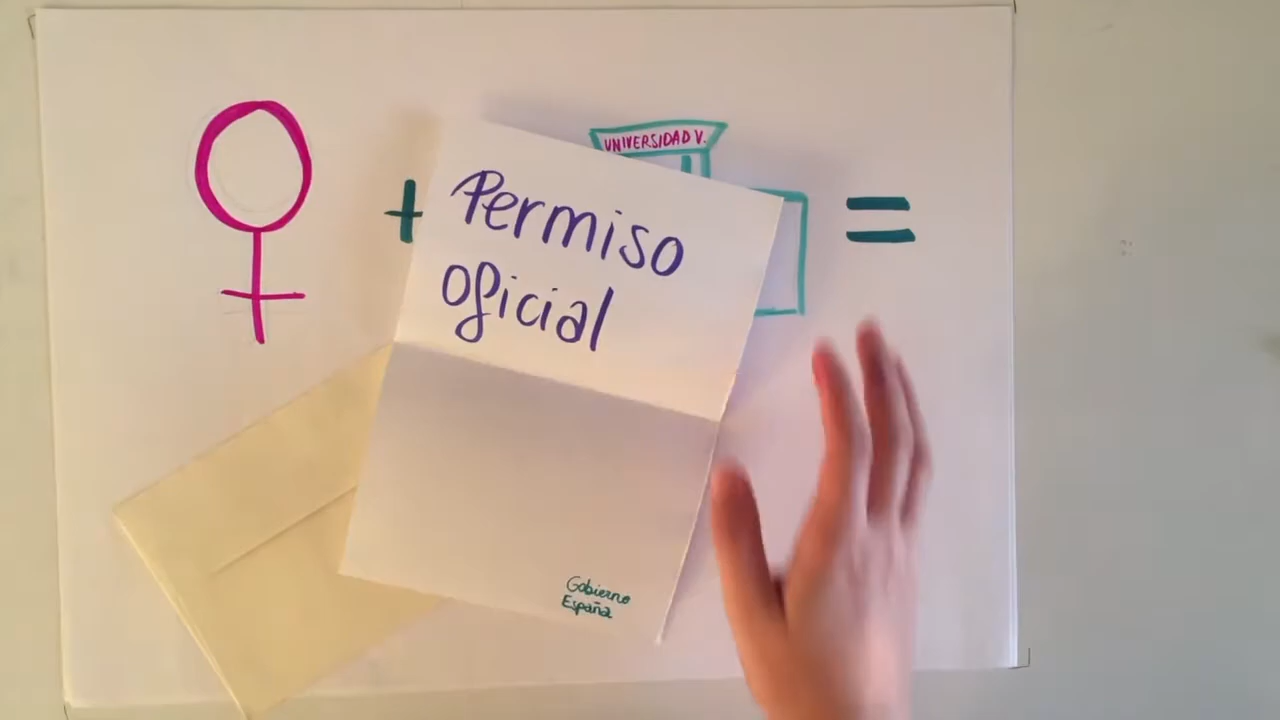 UNIVERSIDAD V.
+
=
Permiso
oficial
Gobierno
España